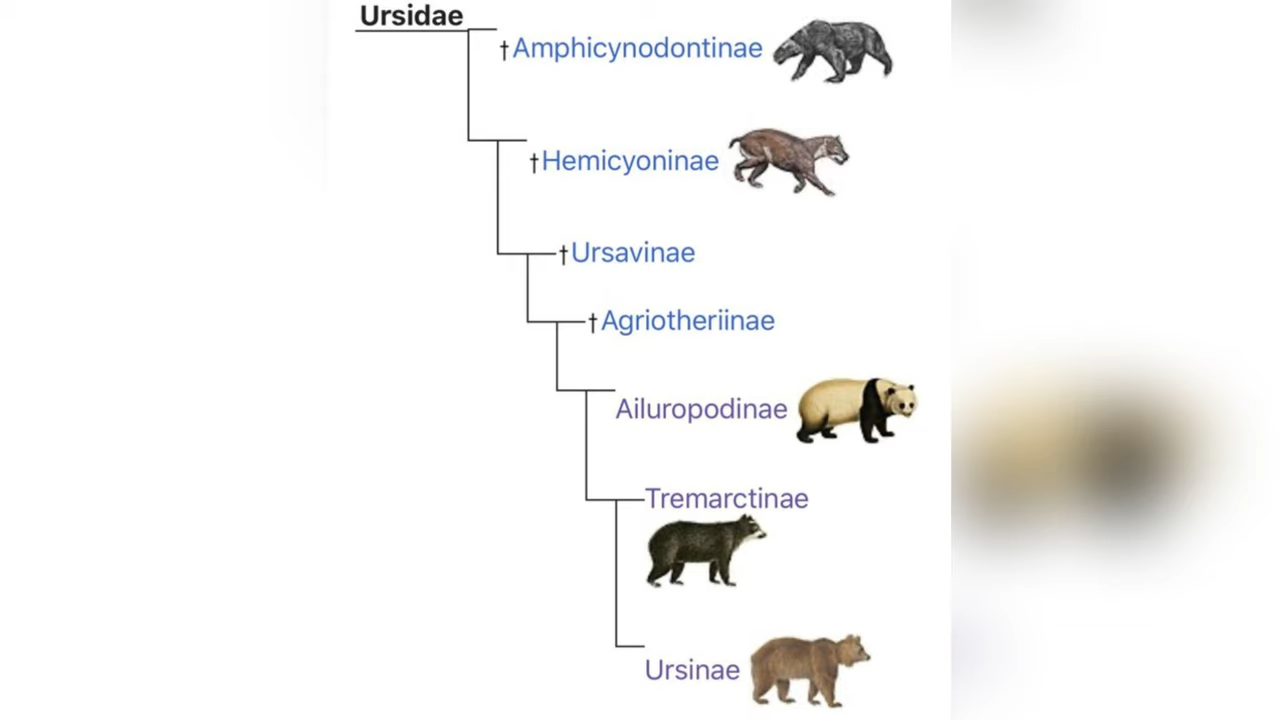 Ursidae
†Amphicynodontinae
†Hemicyoninae
†Ursavinae
†Agriotheriinae
Ailuropodinae
Tremarctinae
Ursinae